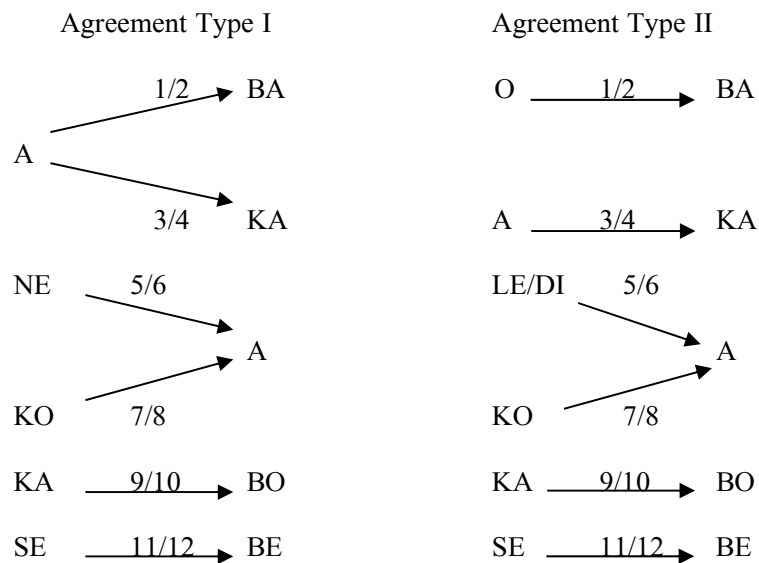 Agreement Type I Agreement Type II
1/2 BA O 1/2 BA
A
3/4 KA A 3/4 KA
NE 5/6 LE/DI 5/6
A A
KO 7/8 KO 7/8
KA 9/10 BO KA 9/10 BO
SE 11/12 BE SE 11/12 BE